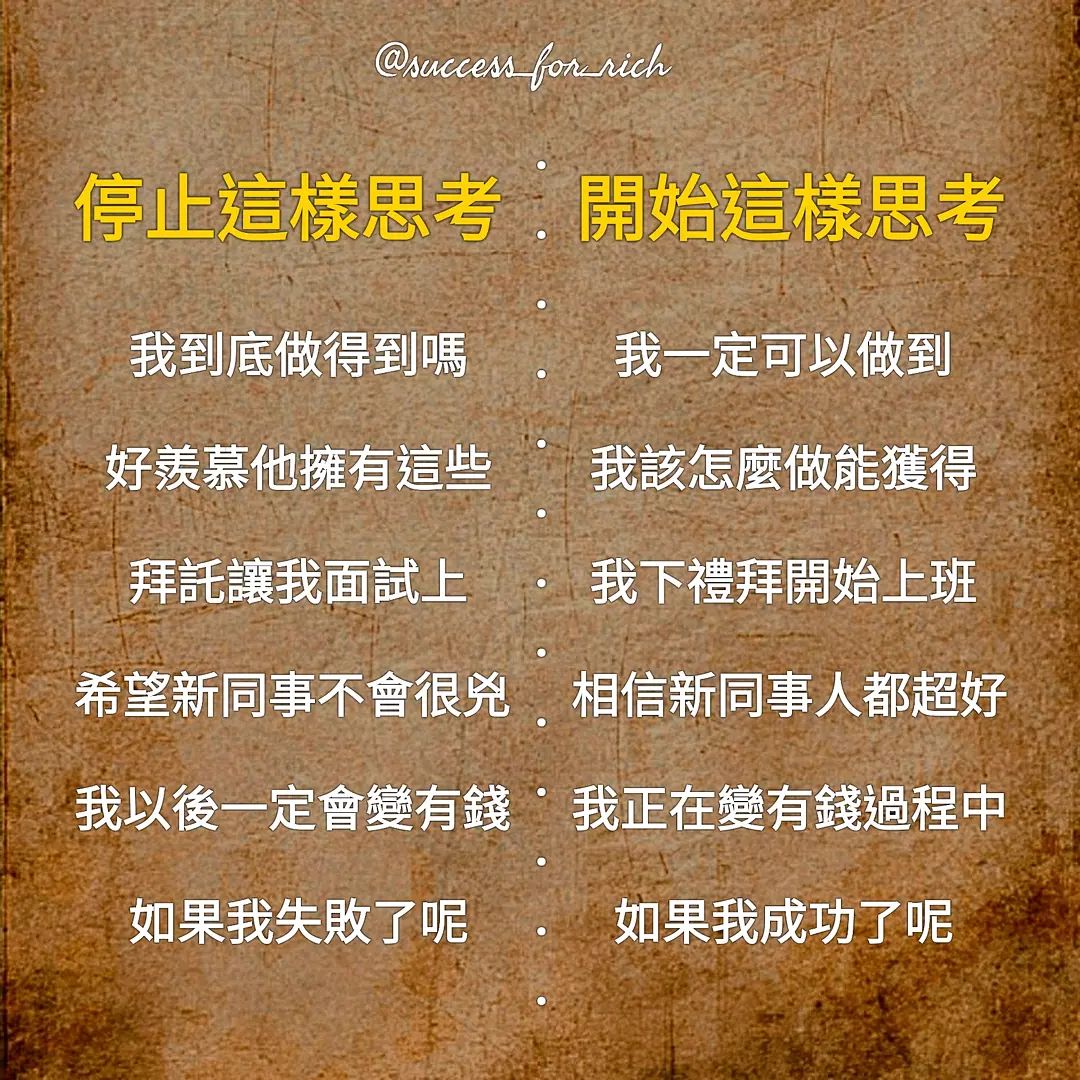 @success_for_rich
停止這樣思考
我到底做得到嗎
好羨慕他擁有這些
拜託讓我面試上
希望新同事不會很兇
我以後一定會變有錢
如果我失敗了呢
開始這樣思考
我一定可以做到
我該怎麼做能獲得
我下禮拜開始上班
相信新同事人都超好
我正在變有錢過程中
如果我成功了呢